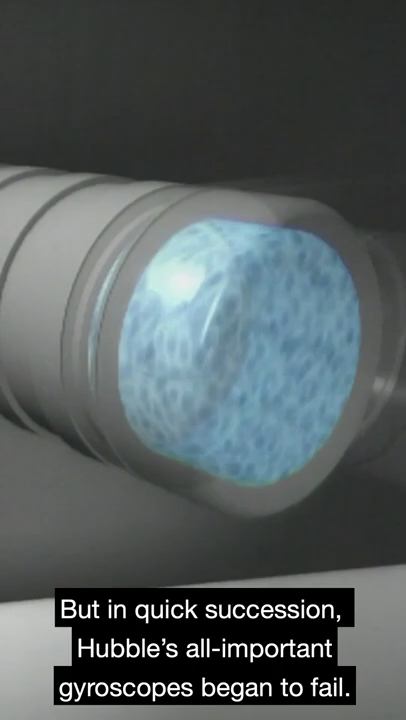 But in quick succession,
Hubble’s all-important
gyroscopes began to fail.